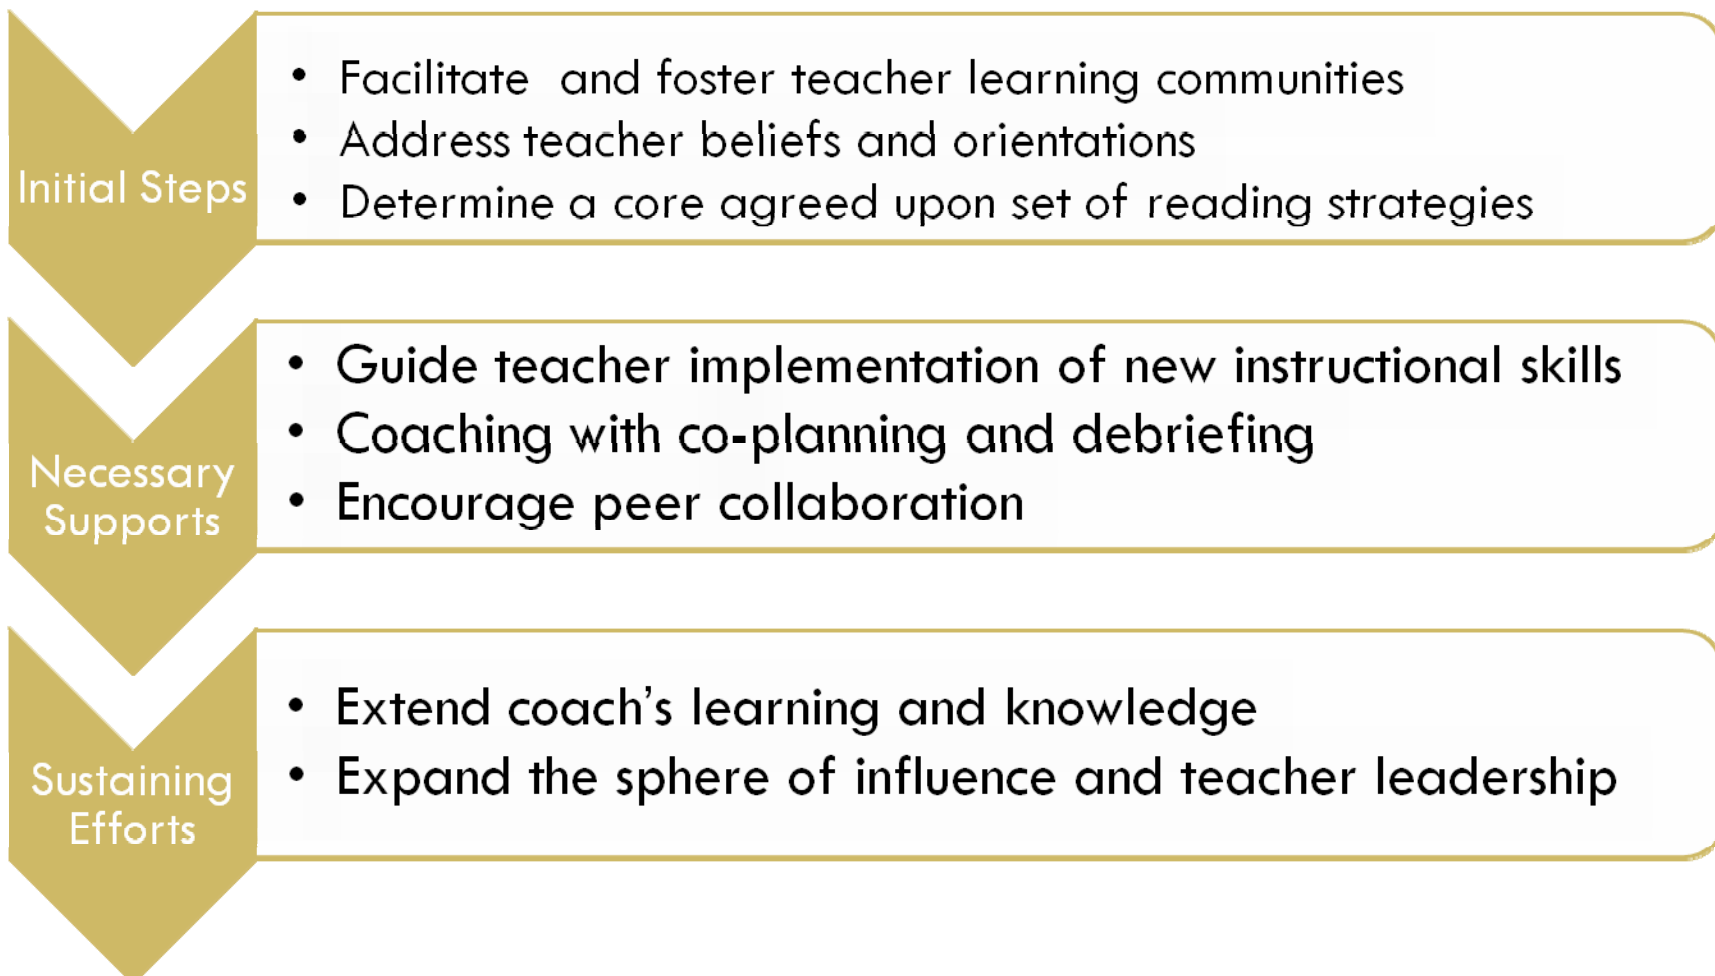 Initial Steps
• Facilitate and foster teacher learning communities
• Address teacher beliefs and orientations
• Determine a core agreed upon set of reading strategies
Necessary
Supports
• Guide teacher implementation of new instructional skills
• Coaching with co-planning and debriefing
• Encourage peer collaboration
Sustaining
Efforts
• Extend coach’s learning and knowledge
• Expand the sphere of influence and teacher leadership